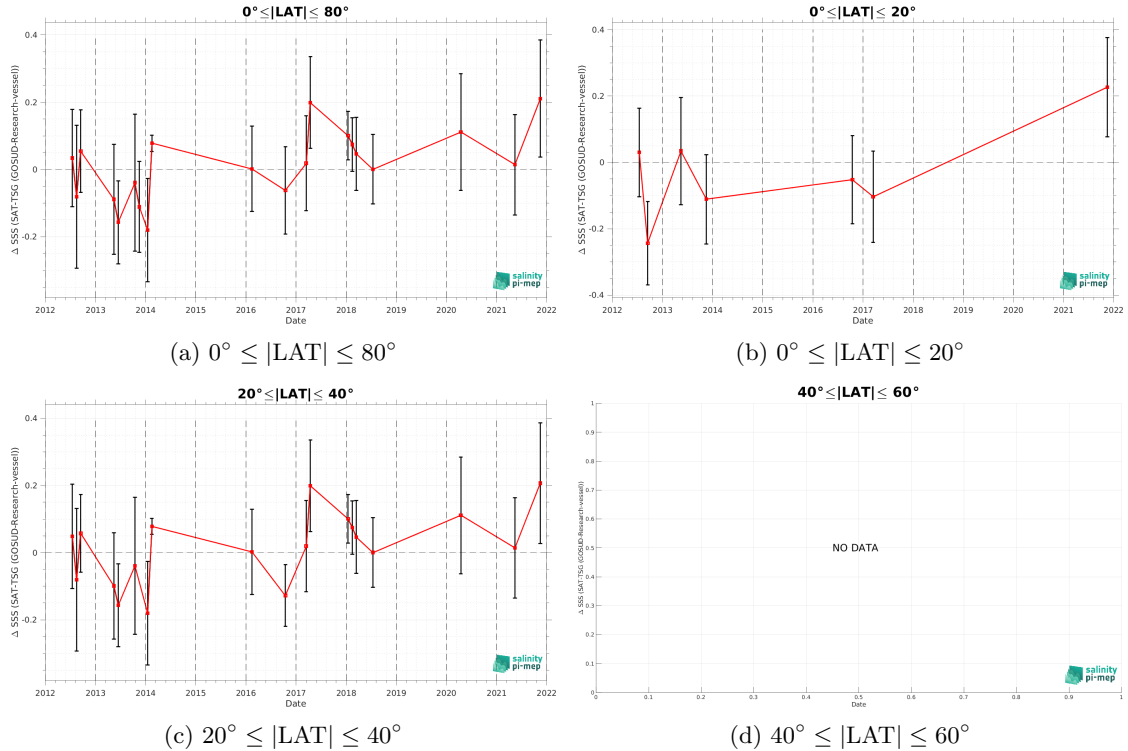 0°≤|LAT|≤ 80°
Δ SSS (SAT-TSG (GOSUD-Research-vessel))
0.4
0.2
0
-0.2
2012 2013 2014 2015 2016 2017 2018 2019 2020 2021 2022
Date
salinity
pi-mep
(a) 0° ≤ |LAT| ≤ 80°
0°≤|LAT|≤ 20°
Δ SSS (SAT-TSG (GOSUD-Research-vessel))
0.4
0.2
0
-0.2
-0.4
2012 2013 2014 2015 2016 2017 2018 2019 2020 2021 2022
Date
salinity
pi-mep
(b) 0° ≤ |LAT| ≤ 20°
20°≤|LAT|≤ 40°
Δ SSS (SAT-TSG (GOSUD-Research-vessel))
0.4
0.2
0
-0.2
2012 2013 2014 2015 2016 2017 2018 2019 2020 2021 2022
Date
salinity
pi-mep
(c) 20° ≤ |LAT| ≤ 40°
40°≤|LAT|≤ 60°
Δ SSS (SAT-TSG (GOSUD-Research-vessel))
1
0.9
0.8
0.7
0.6
0.5
0.4
0.3
0.2
0.1
0
NO DATA
0 0.1 0.2 0.3 0.4 0.5 0.6 0.7 0.8 0.9 1
Date
salinity
pi-mep
(d) 40° ≤ |LAT| ≤ 60°